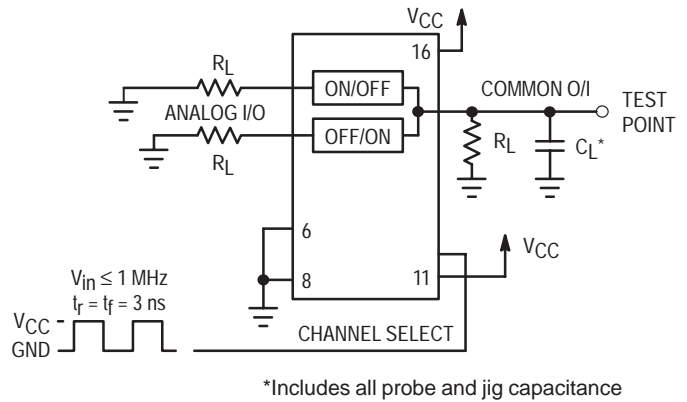 VCC
16
RL
ON/OFF
COMMON O/I
TEST
POINT
ANALOG I/O
OFF/ON
RL
RL
CL*
6
VCC
8
11
Vin ≤ 1 MHz
tr = tf = 3 ns
VCC
GND
CHANNEL SELECT
*Includes all probe and jig capacitance